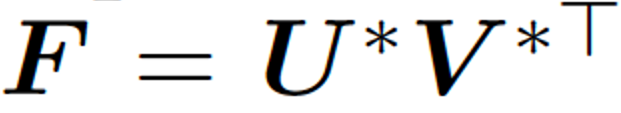 F = U*V*⊤